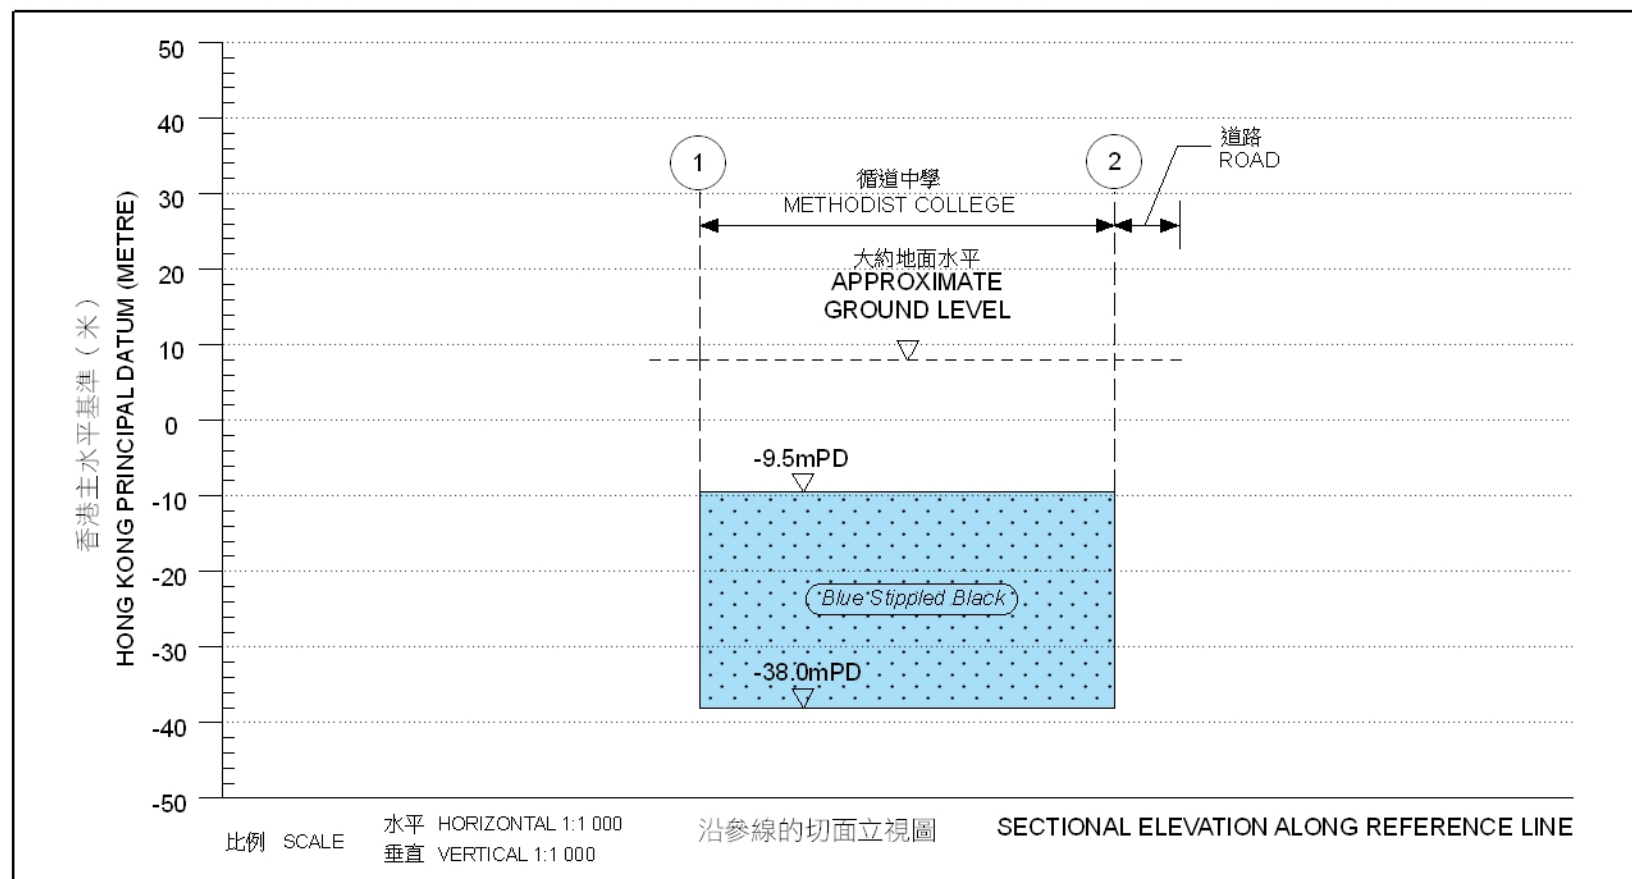 50
40
30
20
10
0
-10
-20
-30
-40
-50
香港主水平基準（米）
HONG KONG PRINCIPAL DATUM (METRE)
1
2
道路
ROAD
循道中學
METHODIST COLLEGE
大約地面水平
APPROXIMATE
GROUND LEVEL
-9.5mPD
Blue Stippled Black
-38.0mPD
比例 SCALE
水平 HORIZONTAL 1:1 000
垂直 VERTICAL 1:1 000
沿參線的切面立視圖 SECTIONAL ELEVATION ALONG REFERENCE LINE